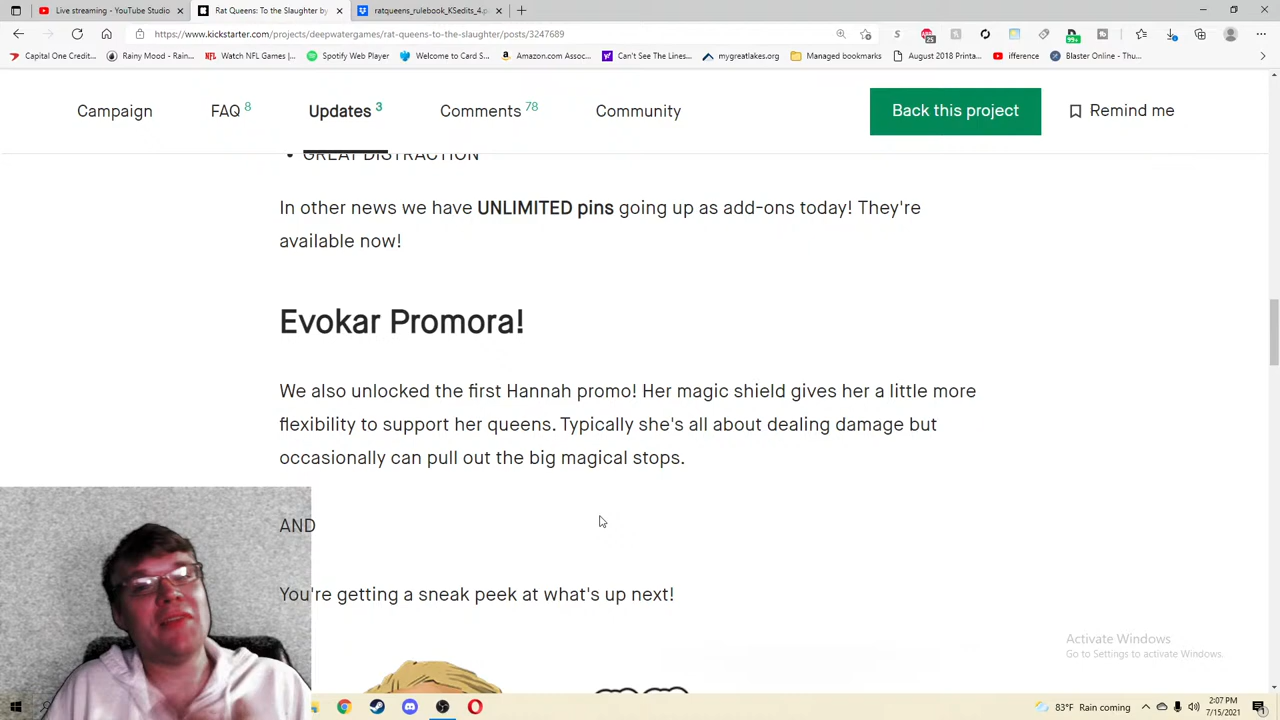 Live streaming - YouTube Studio
Rat Queens: To the Slaughter by
ratqueens_rulebook_KSedits_4.p
https://www.kickstarter.com/projects/deepwatergames/rat-queens-to-the-slaughter/posts/3247689
Capital One Credit...
Rainy Mood - Rain...
Watch NFL Games |...
Spotify Web Player
Welcome to Card S...
Amazon.com Assoc...
Can't See The Lines...
mygreatlakes.org
Managed bookmarks
August 2018 Printa...
ifference
Blaster Online - Thu...
Campaign
FAQ 8
Updates 3
Comments 78
Community
Back this project
Remind me
• GREAT DISTRACTION
In other news we have UNLIMITED pins going up as add-ons today! They're
available now!
Evokar Promora!
We also unlocked the first Hannah promo! Her magic shield gives her a little more
flexibility to support her queens. Typically she's all about dealing damage but
occasionally can pull out the big magical stops.
AND
You're getting a sneak peek at what's up next!
Activate Windows
Go to Settings to activate Windows.
83°F Rain coming
2:07 PM
7/15/2021